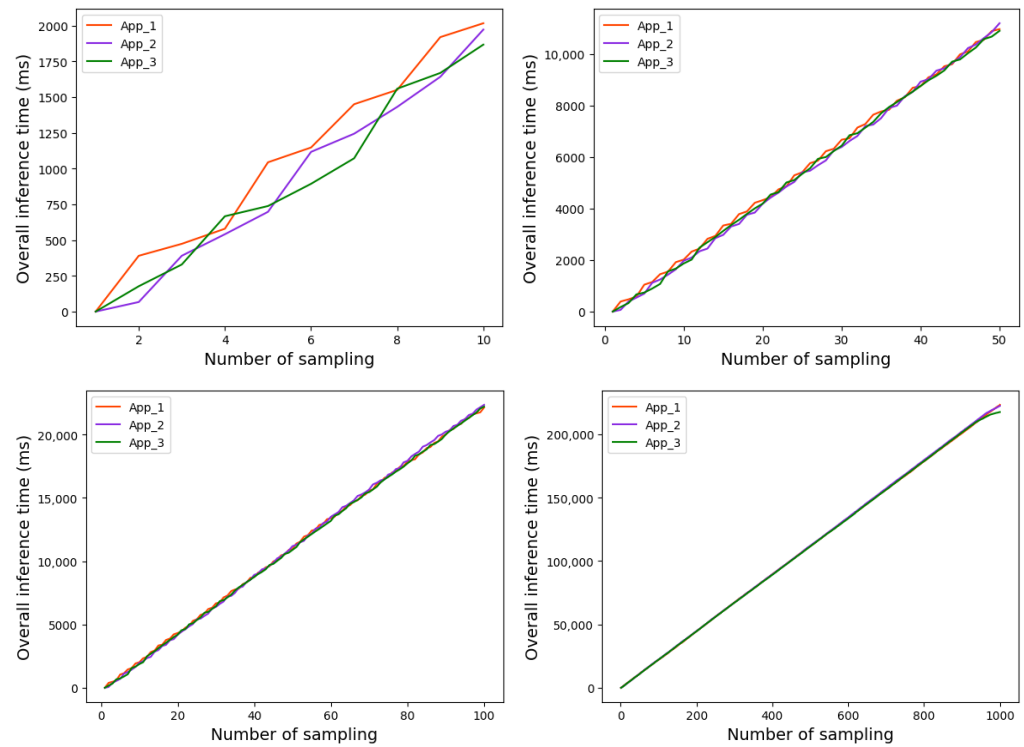 2000
1750
1500
1250
1000
750
500
250
0
Overall inference time (ms)
App_1
App_2
App_3
2 4 6 8 10
Number of sampling
10,000
8000
6000
4000
2000
0
Overall inference time (ms)
App_1
App_2
App_3
0 10 20 30 40 50
Number of sampling
20,000
15,000
10,000
5000
0
Overall inference time (ms)
App_1
App_2
App_3
0 20 40 60 80 100
Number of sampling
200,000
150,000
100,000
50,000
0
Overall inference time (ms)
App_1
App_2
App_3
0 200 400 600 800 1000
Number of sampling